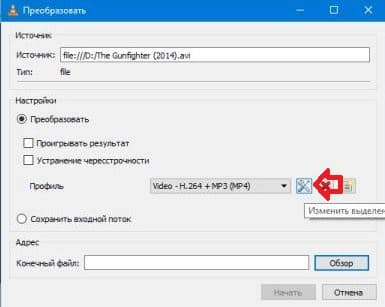 Преобразовать
Источник
Источник: file:///D:/The Gunfighter (2014).avi
Тип: file
Настройки
Преобразовать
Проигрывать результат
Устранение чересстрочности
Профиль Video - H.264 + MP3 (MP4)
Изменить
Сохранить входной поток
Адрес
Конечный файл: Обзор
Начать Отмена